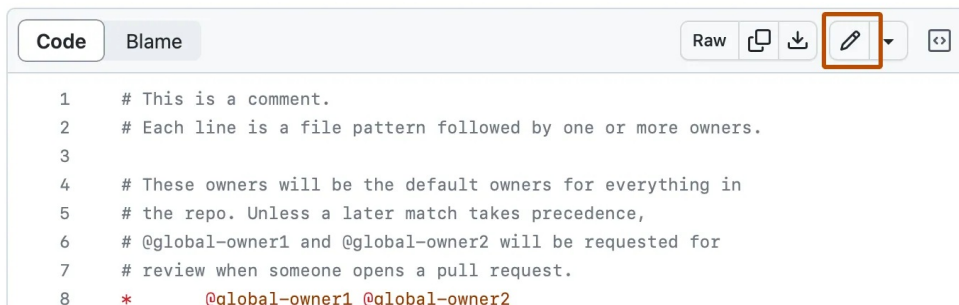 Code Blame Raw
1 # This is a comment.
2 # Each line is a file pattern followed by one or more owners.
3
4 # These owners will be the default owners for everything in
5 # the repo. Unless a later match takes precedence,
6 # @global-owner1 and @global-owner2 will be requested for
7 # review when someone opens a pull request.
8 * @global-owner1 @global-owner2